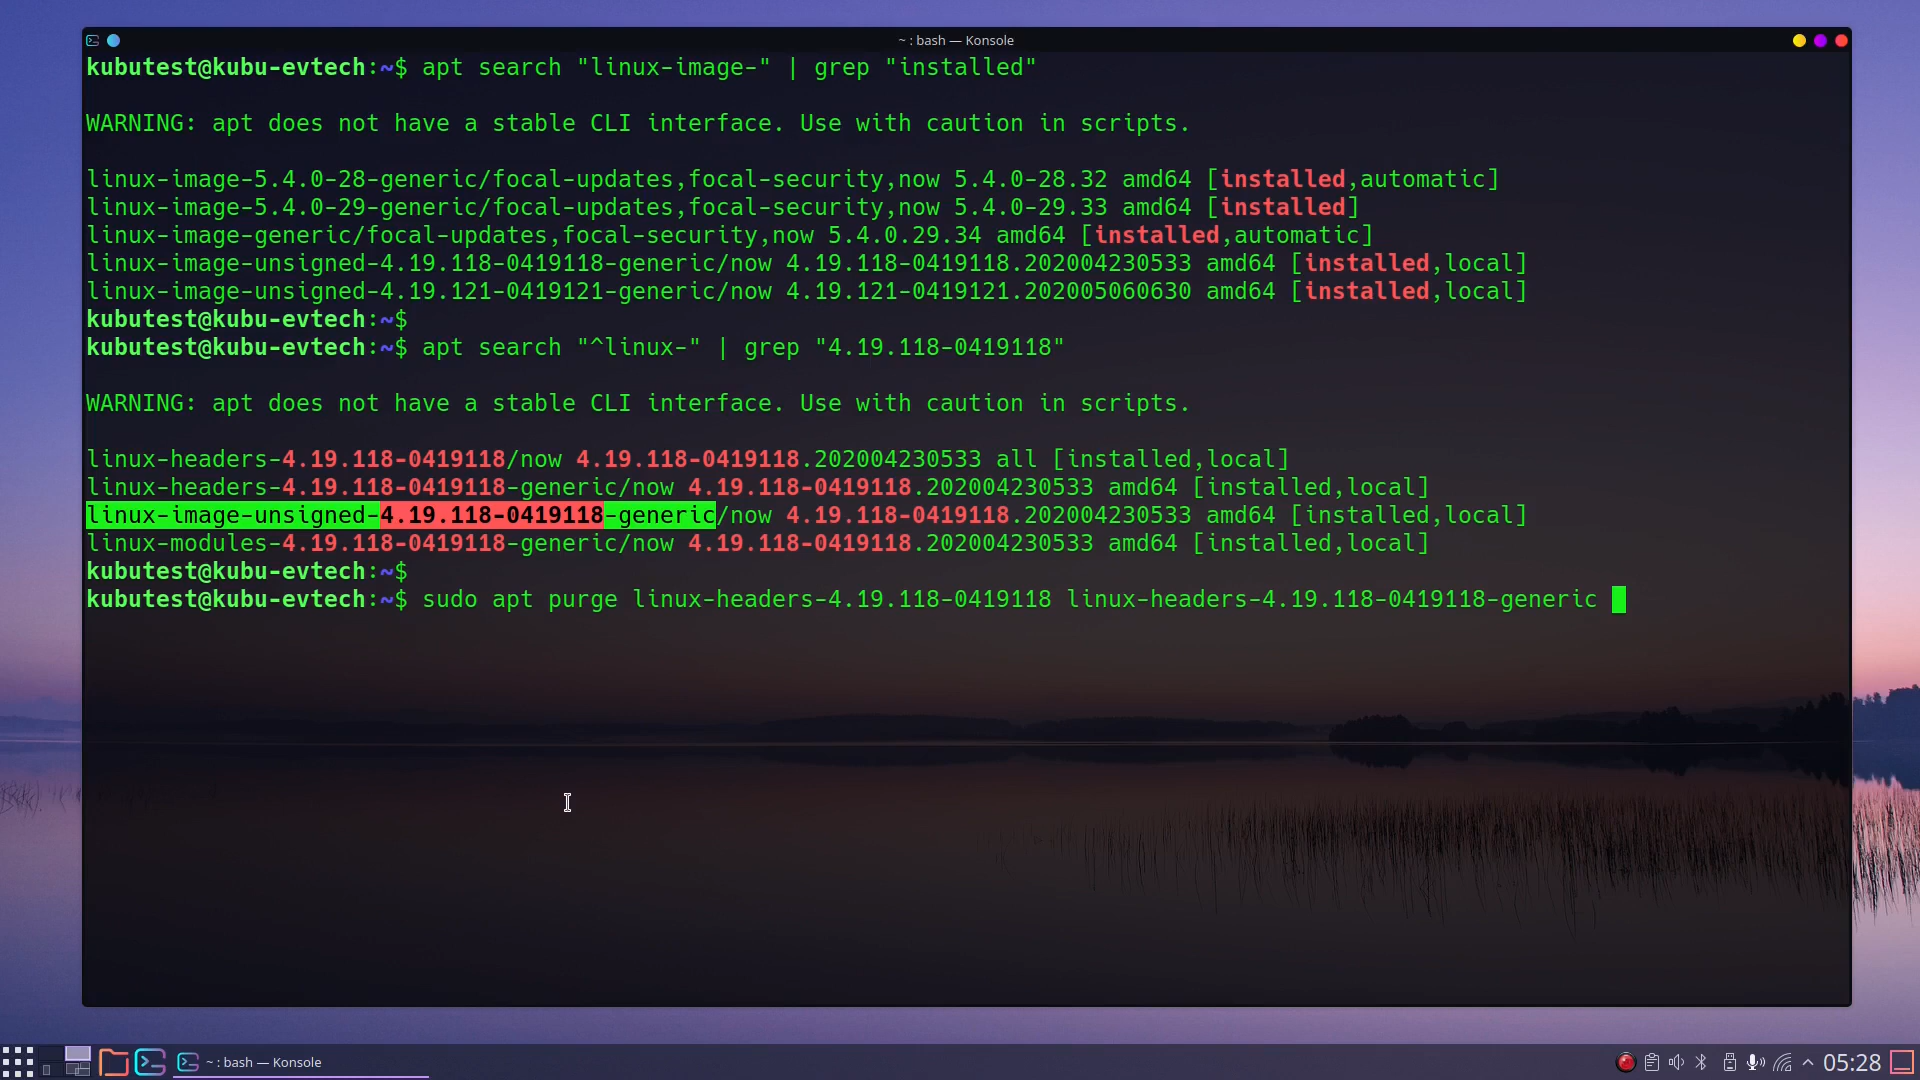 ~ : bash — Konsole
kubutest@kubu-evtech:~$ apt search "linux-image-" | grep "installed"
WARNING: apt does not have a stable CLI interface. Use with caution in scripts.
linux-image-5.4.0-28-generic/focal-updates,focal-security,now 5.4.0-28.32 amd64 [installed,automatic]
linux-image-5.4.0-29-generic/focal-updates,focal-security,now 5.4.0-29.33 amd64 [installed]
linux-image-generic/focal-updates,focal-security,now 5.4.0.29.34 amd64 [installed,automatic]
linux-image-unsigned-4.19.118-0419118-generic/now 4.19.118-0419118.202004230533 amd64 [installed,local]
linux-image-unsigned-4.19.121-0419121-generic/now 4.19.121-0419121.202005060630 amd64 [installed,local]
kubutest@kubu-evtech:~$
kubutest@kubu-evtech:~$ apt search "^linux-" | grep "4.19.118-0419118"
WARNING: apt does not have a stable CLI interface. Use with caution in scripts.
linux-headers-4.19.118-0419118/now 4.19.118-0419118.202004230533 all [installed,local]
linux-headers-4.19.118-0419118-generic/now 4.19.118-0419118.202004230533 amd64 [installed,local]
linux-image-unsigned-4.19.118-0419118-generic/now 4.19.118-0419118.202004230533 amd64 [installed,local]
linux-modules-4.19.118-0419118-generic/now 4.19.118-0419118.202004230533 amd64 [installed,local]
kubutest@kubu-evtech:~$
kubutest@kubu-evtech:~$ sudo apt purge linux-headers-4.19.118-0419118 linux-headers-4.19.118-0419118-generic
~ : bash — Konsole
05:28